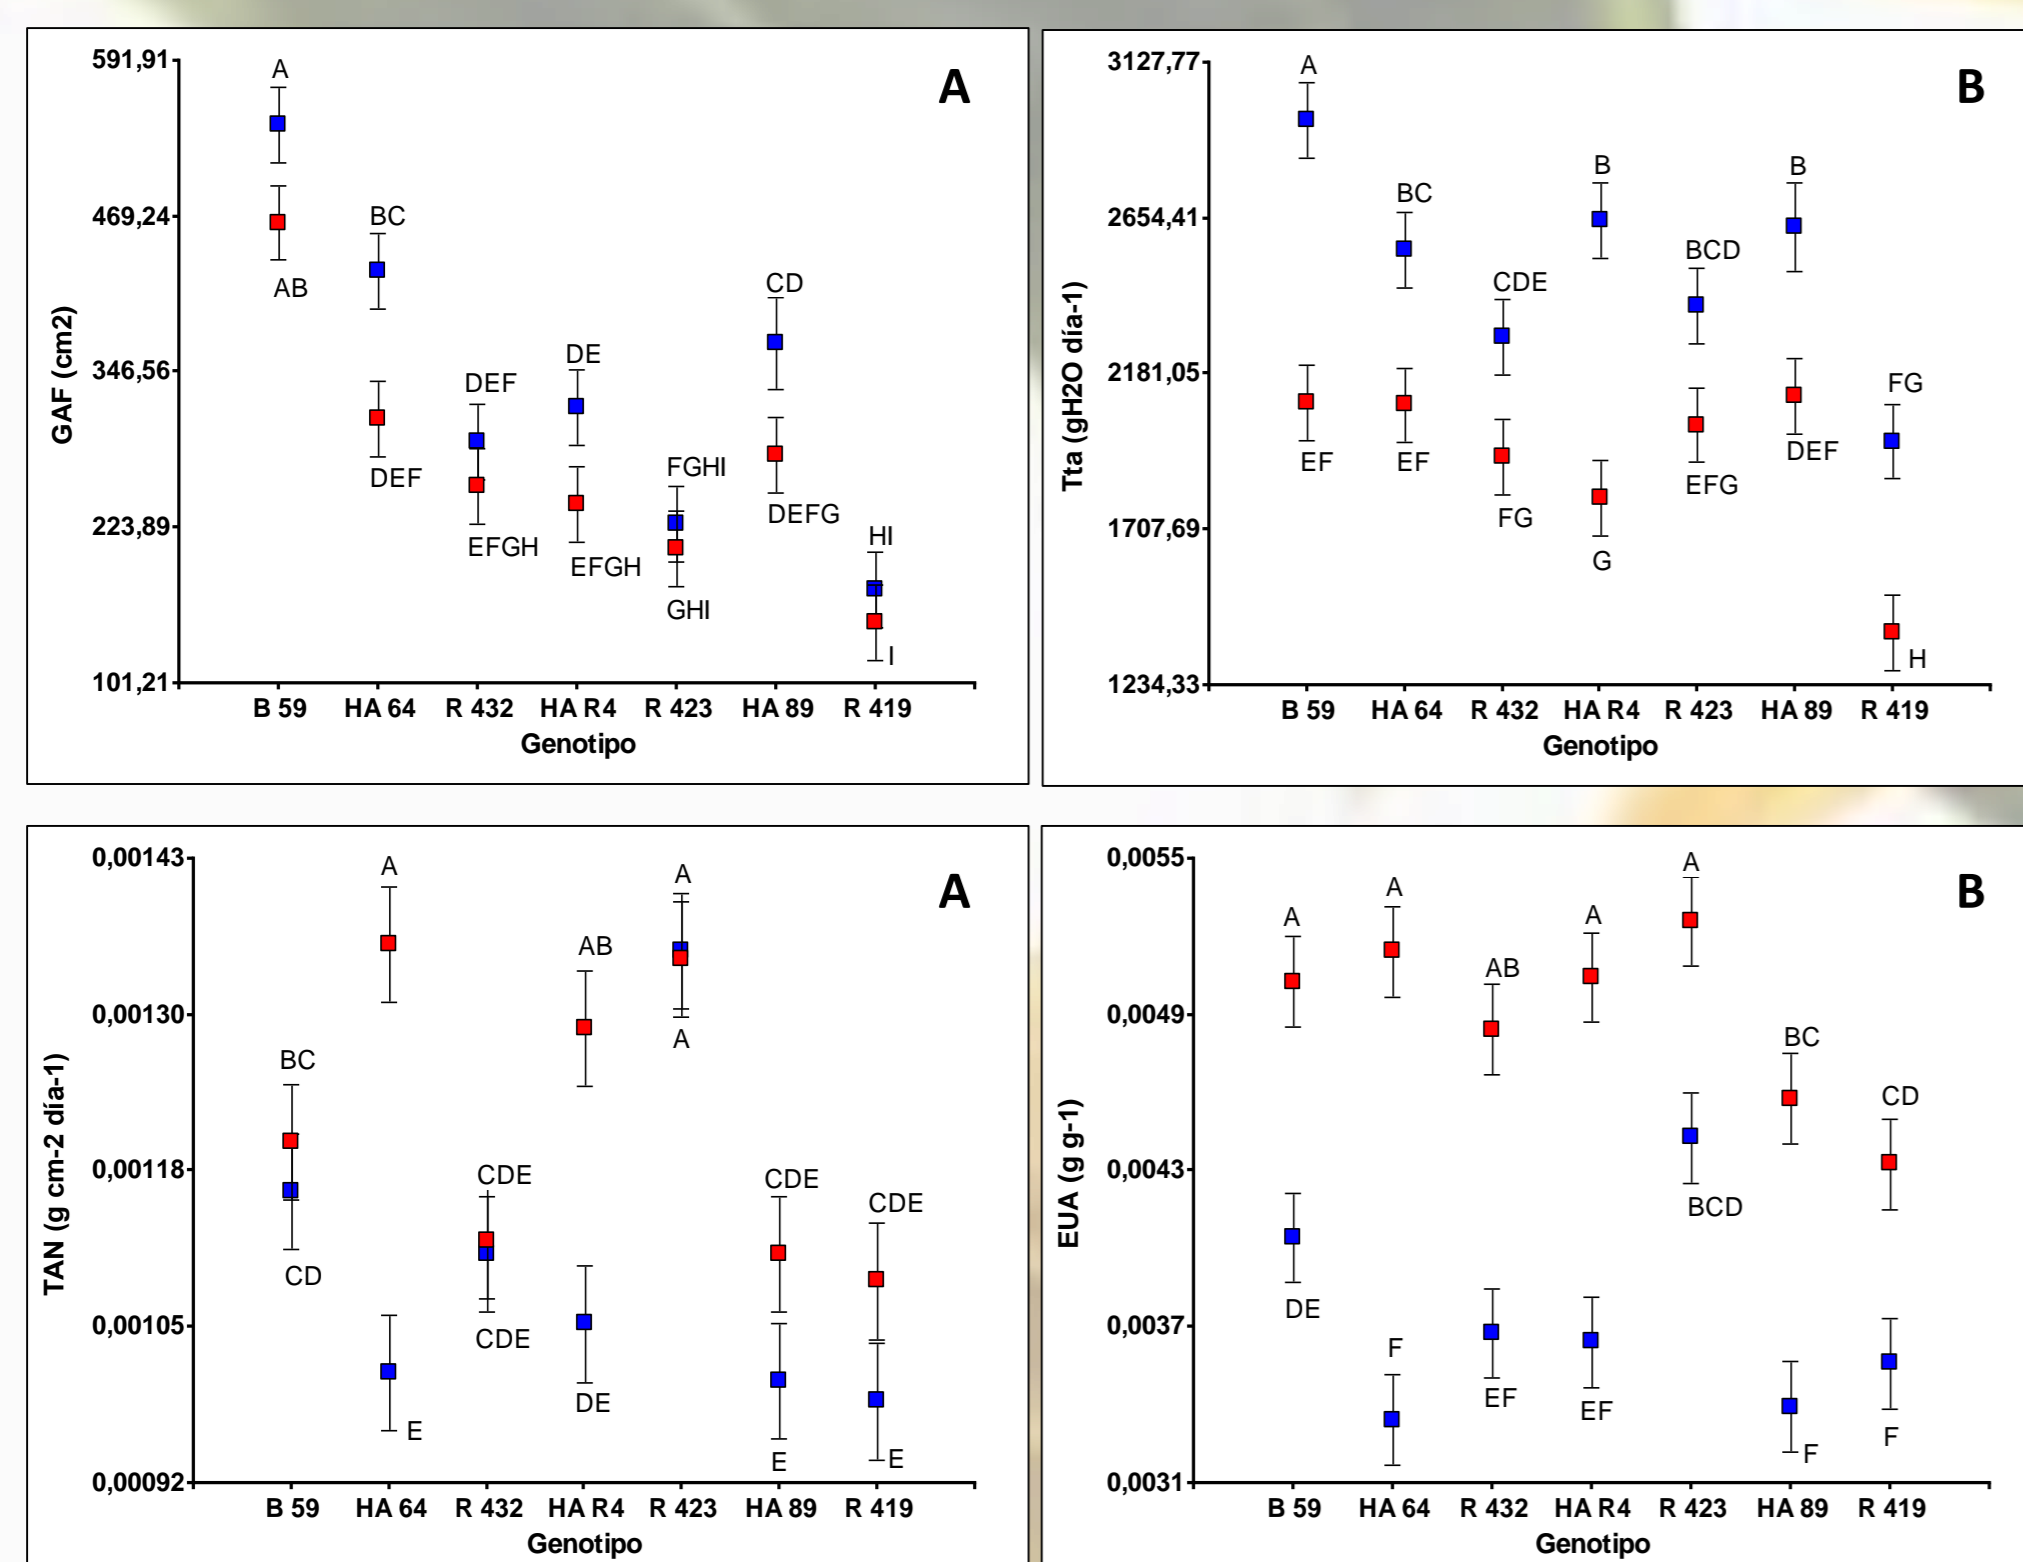 A
GAF (cm2)
591,91
469,24
346,56
223,89
101,21
A
AB
BC
DEF
DEF
EFGH
DE
EFGH
FGHI
GHI
CD
DEFG
HI
I
B 59 HA 64 R 432 HA R4 R 423 HA 89 R 419
Genotipo
B
Tta (gH2O día-1)
3127,77
2654,41
2181,05
1707,69
1234,33
A
EF
BC
EF
CDE
FG
B
G
BCD
EFG
B
DEF
FG
H
B 59 HA 64 R 432 HA R4 R 423 HA 89 R 419
Genotipo
A
TAN (g cm-2 día-1)
0,00143
0,00130
0,00118
0,00105
0,00092
BC
CD
A
E
CDE
CDE
AB
DE
A
A
CDE
E
CDE
E
B 59 HA 64 R 432 HA R4 R 423 HA 89 R 419
Genotipo
B
EUA (g g-1)
0,0055
0,0049
0,0043
0,0037
0,0031
A
DE
A
F
AB
EF
A
EF
A
BCD
BC
F
CD
F
B 59 HA 64 R 432 HA R4 R 423 HA 89 R 419
Genotipo